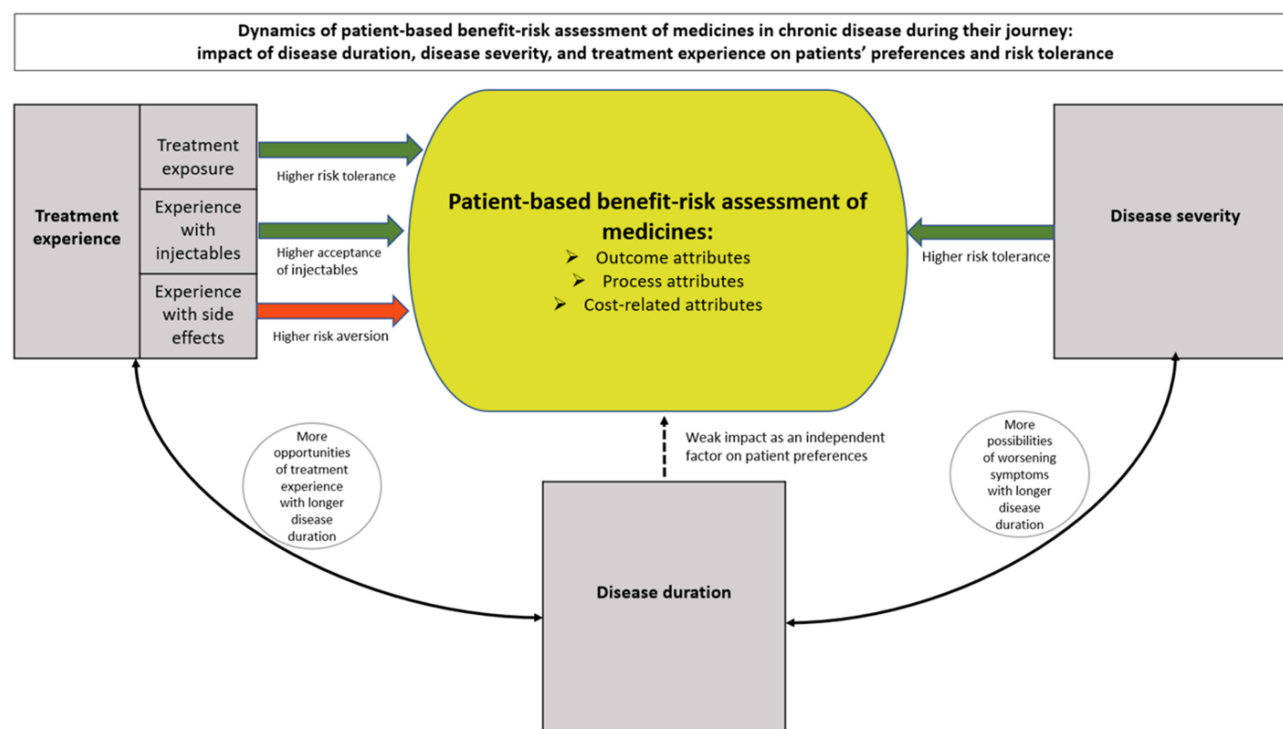 Dynamics of patient-based benefit-risk assessment of medicines in chronic disease during their journey:
impact of disease duration, disease severity, and treatment experience on patients’ preferences and risk tolerance
Treatment
experience
Treatment
exposure
Experience
with
injectables
Experience
with side
effects
Higher risk tolerance
Higher acceptance
of injectables
Higher risk aversion
Patient-based benefit-risk assessment of
medicines:
➢ Outcome attributes
➢ Process attributes
➢ Cost-related attributes
Higher risk tolerance
Disease severity
More
opportunities
of treatment
experience
with longer
disease
duration
Weak impact as an independent
factor on patient preferences
More
possibilities
of worsening
symptoms
with longer
disease
duration
Disease duration